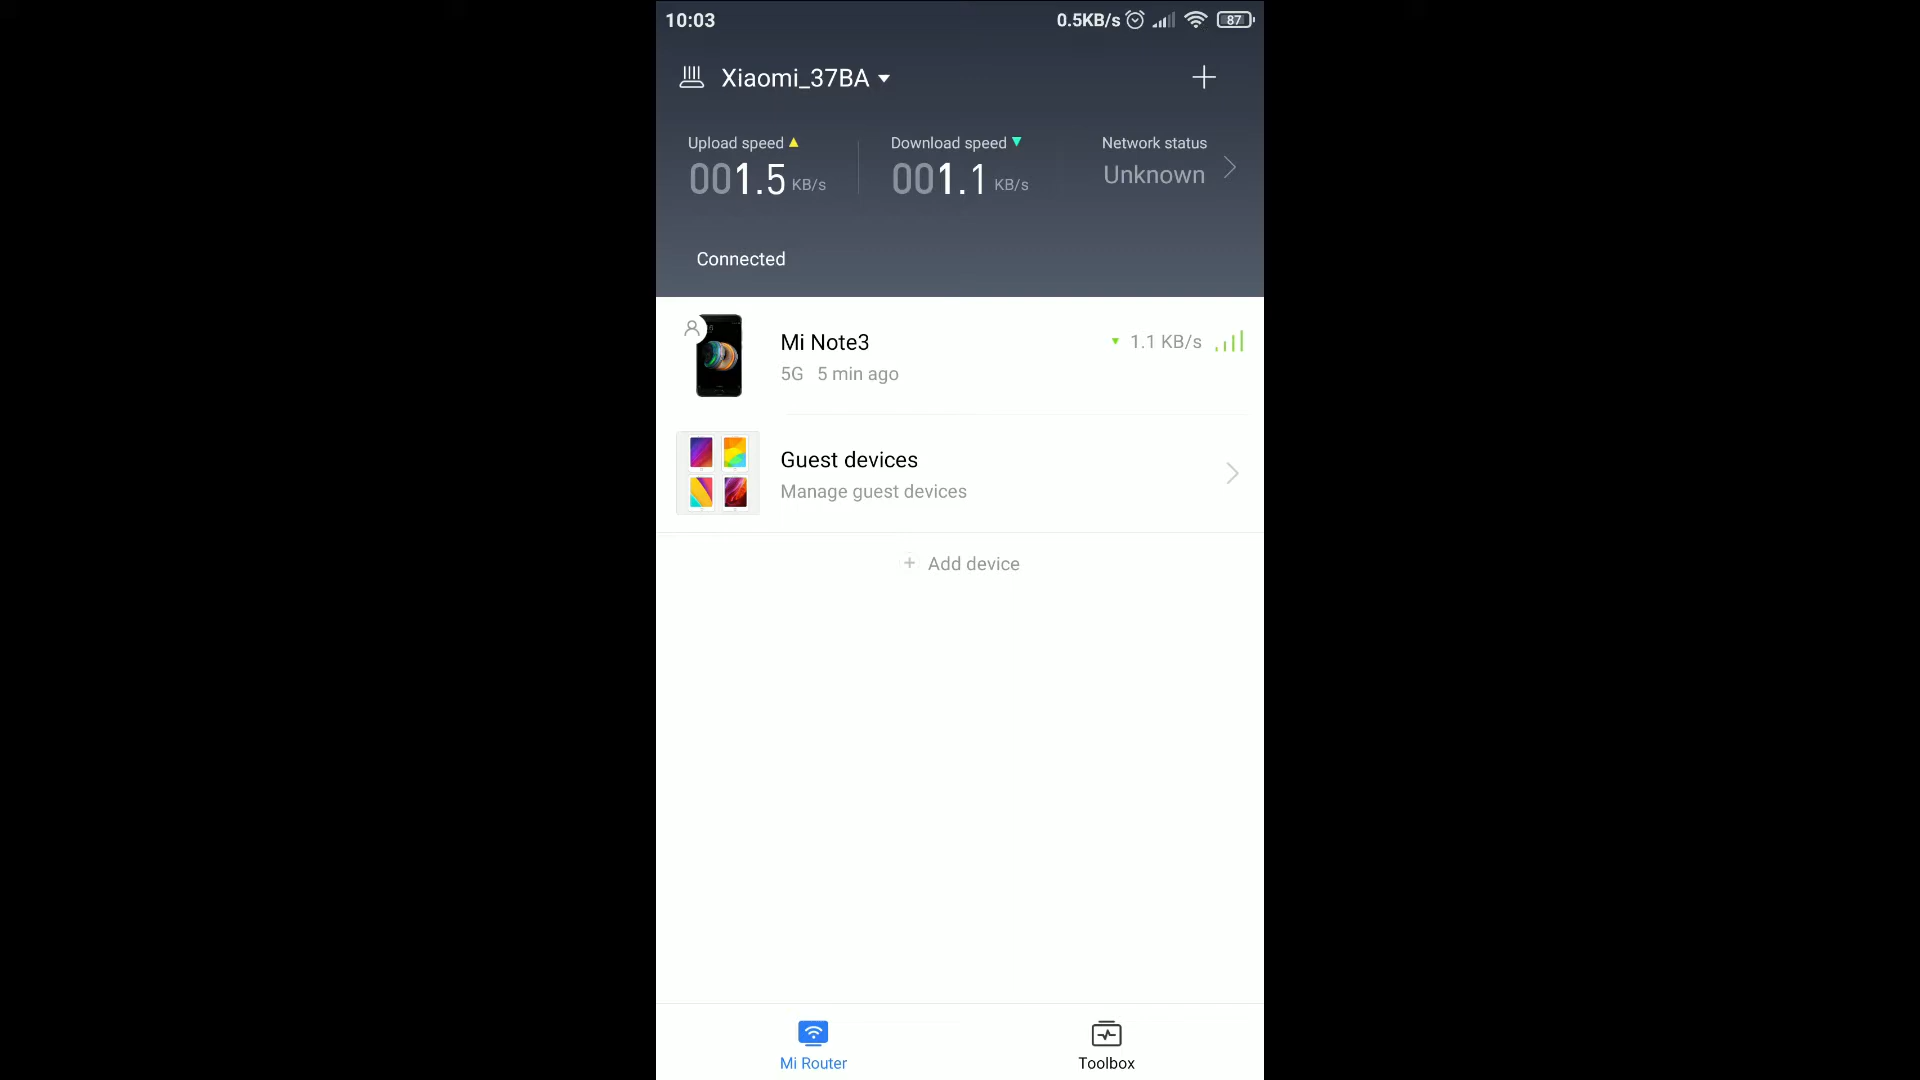 10:03 0.5KB/s 87
Xiaomi_37BA
Upload speed Download speed Network status
001.5 KB/s 001.1 KB/s Unknown
Connected
Mi Note3 1.1 KB/s
5G 5 min ago
Guest devices
Manage guest devices
+ Add device
Mi Router Toolbox